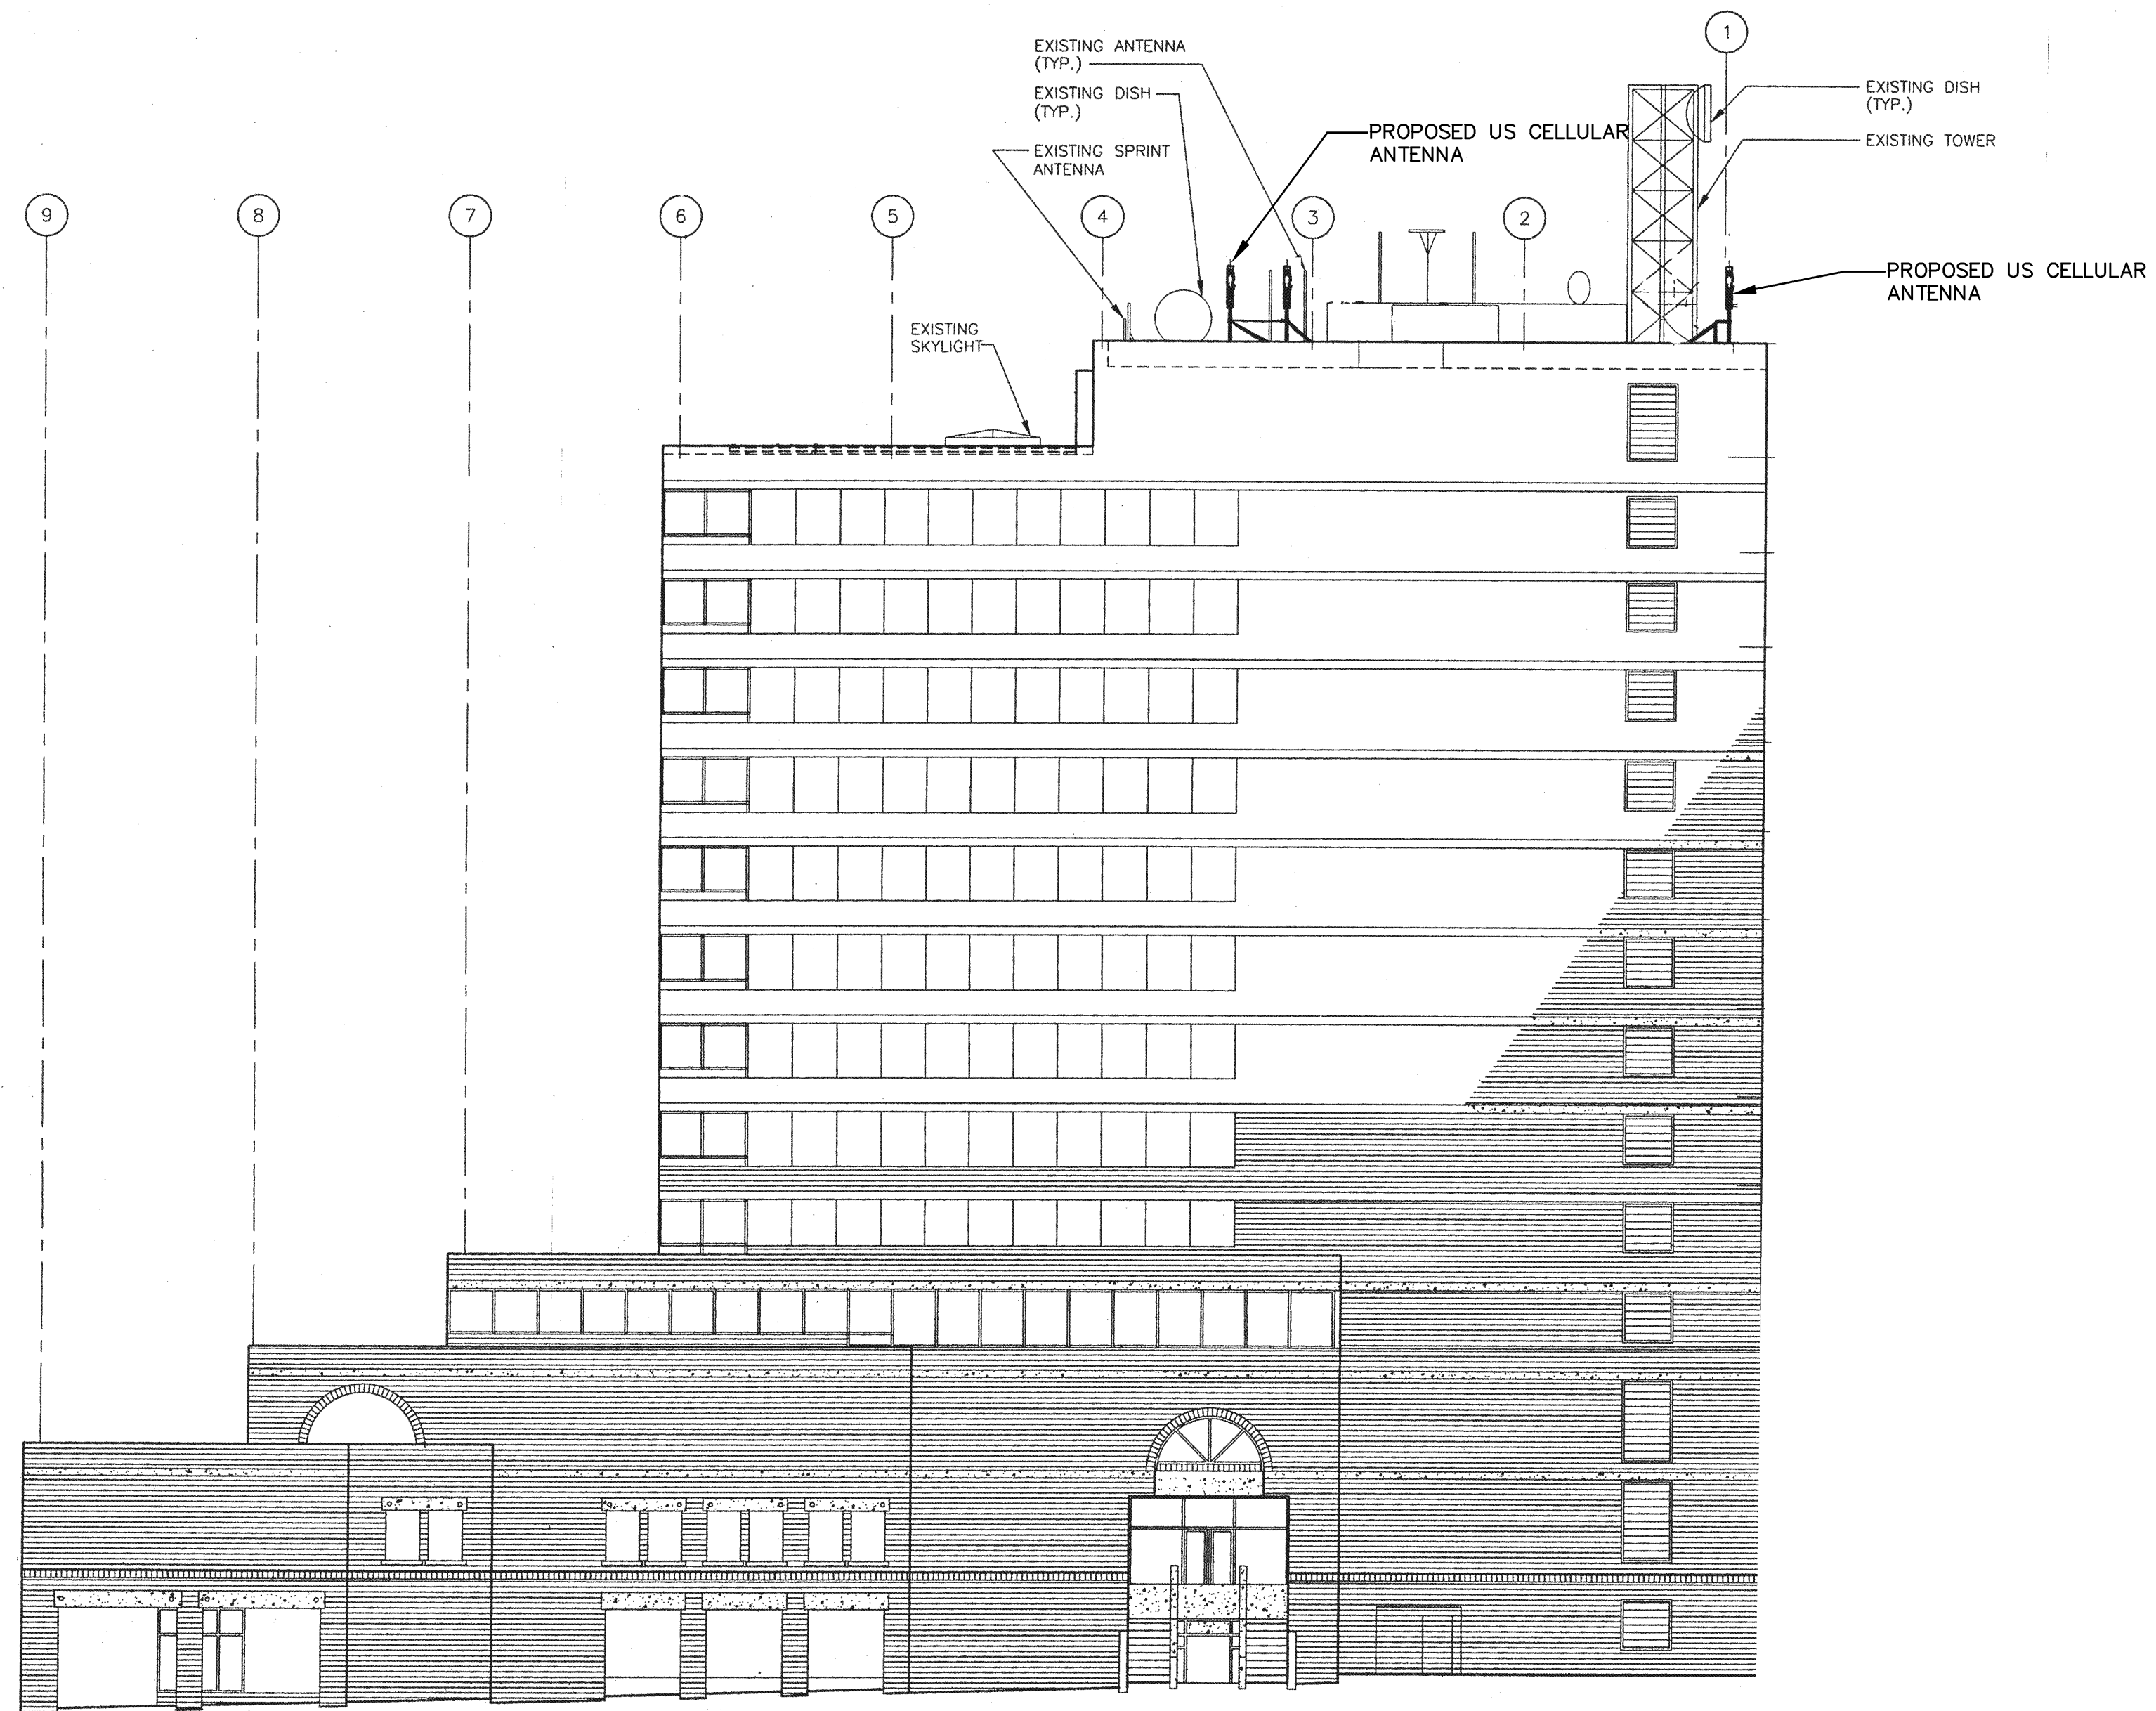 1
EXISTING ANTENNA
(TYP.)
EXISTING DISH
(TYP.)
EXISTING SPRINT
ANTENNA
PROPOSED US CELLULAR
ANTENNA
EXISTING DISH
(TYP.)
EXISTING TOWER
9
8
7
6
5
4
3
2
PROPOSED US CELLULAR
ANTENNA
EXISTING
SKYLIGHT